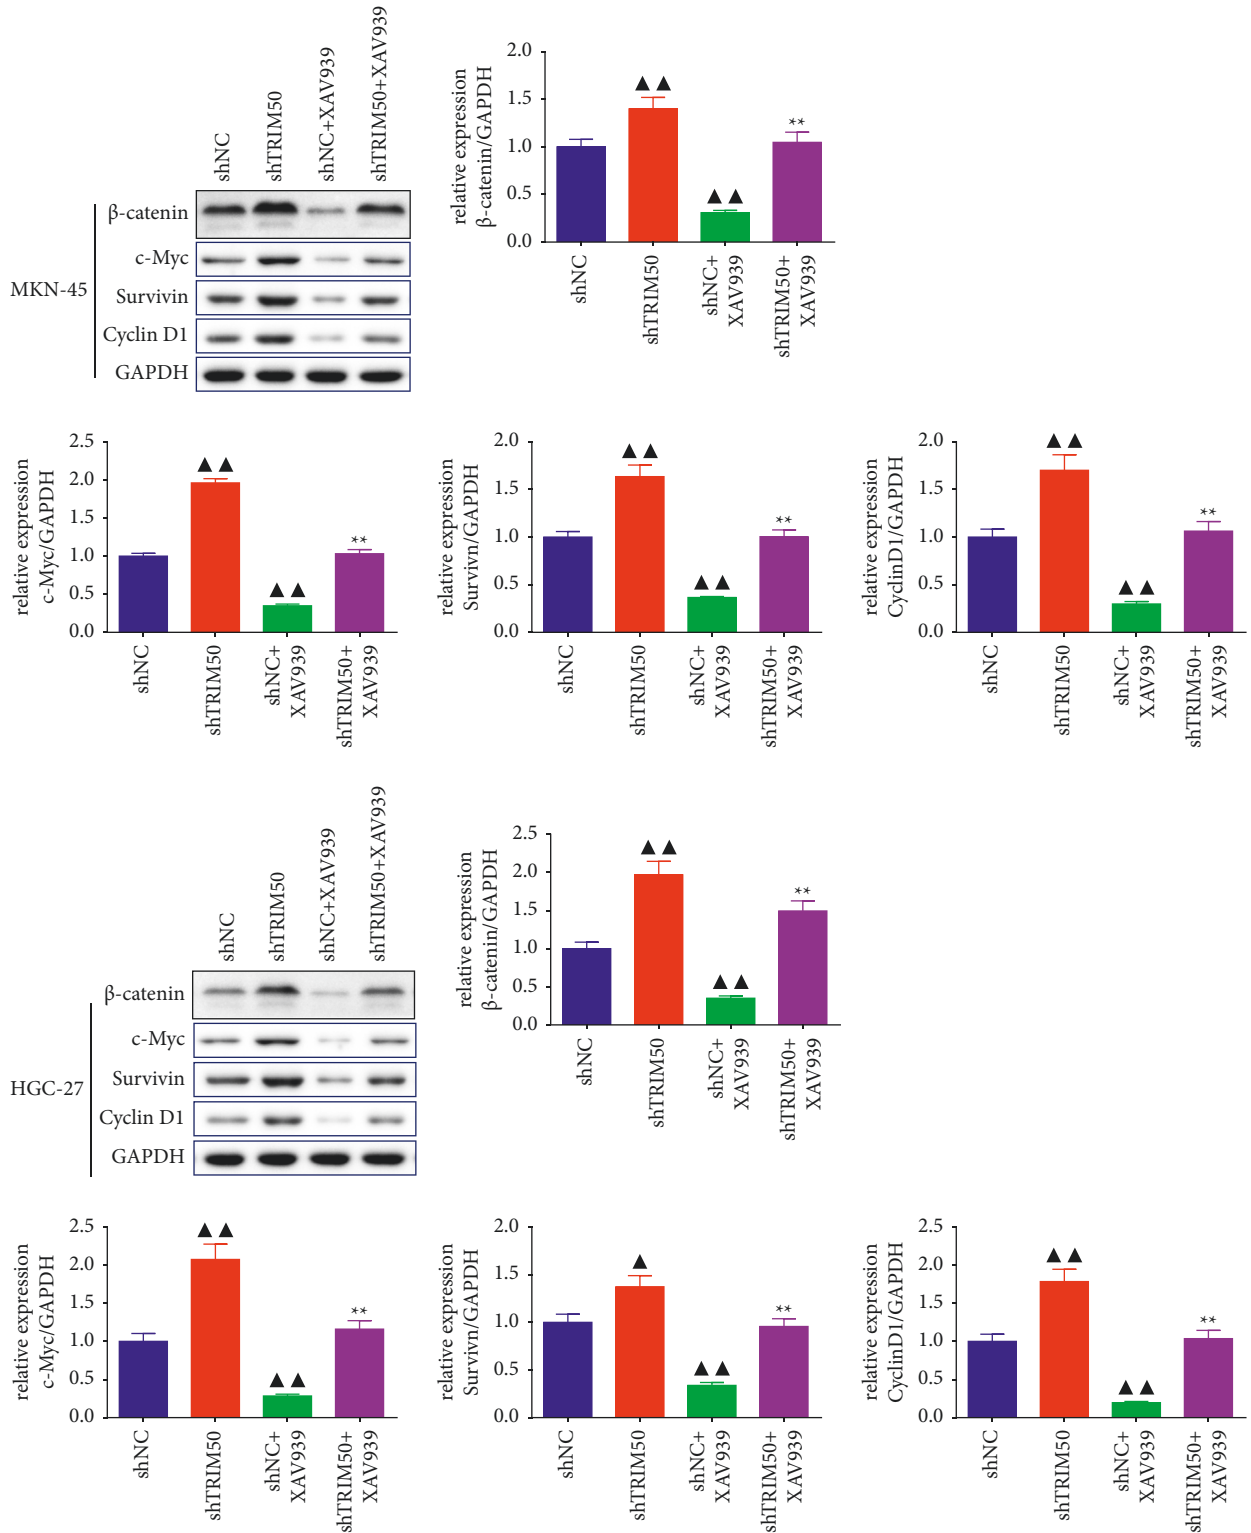 shNC
shTRIM50
shNC+XAV939
shTRIM50+XAV939
MKN-45
β-catenin
c-Myc
Survivin
Cyclin D1
GAPDH
relative expression
β-catenin/GAPDH
2.0
1.5
1.0
0.5
0.0
▲▲
▲▲
**
shNC
shTRIM50
shNC+
XAV939
shTRIM50+
XAV939
relative expression
c-Myc/GAPDH
2.5
2.0
1.5
1.0
0.5
0.0
▲▲
▲▲
**
shNC
shTRIM50
shNC+
XAV939
shTRIM50+
XAV939
relative expression
Survivn/GAPDH
2.0
1.5
1.0
0.5
0.0
▲▲
▲▲
**
shNC
shTRIM50
shNC+
XAV939
shTRIM50+
XAV939
relative expression
CyclinD1/GAPDH
2.0
1.5
1.0
0.5
0.0
▲▲
▲▲
**
shNC
shTRIM50
shNC+
XAV939
shTRIM50+
XAV939
shNC
shTRIM50
shNC+XAV939
shTRIM50+XAV939
HGC-27
β-catenin
c-Myc
Survivin
Cyclin D1
GAPDH
relative expression
β-catenin/GAPDH
2.5
2.0
1.5
1.0
0.5
0.0
▲▲
▲▲
**
shNC
shTRIM50
shNC+
XAV939
shTRIM50+
XAV939
relative expression
c-Myc/GAPDH
2.5
2.0
1.5
1.0
0.5
0.0
▲▲
▲▲
**
shNC
shTRIM50
shNC+
XAV939
shTRIM50+
XAV939
relative expression
Survivn/GAPDH
2.0
1.5
1.0
0.5
0.0
▲
▲▲
**
shNC
shTRIM50
shNC+
XAV939
shTRIM50+
XAV939
relative expression
CyclinD1/GAPDH
2.0
1.5
1.0
0.5
0.0
▲▲
▲▲
**
shNC
shTRIM50
shNC+
XAV939
shTRIM50+
XAV939